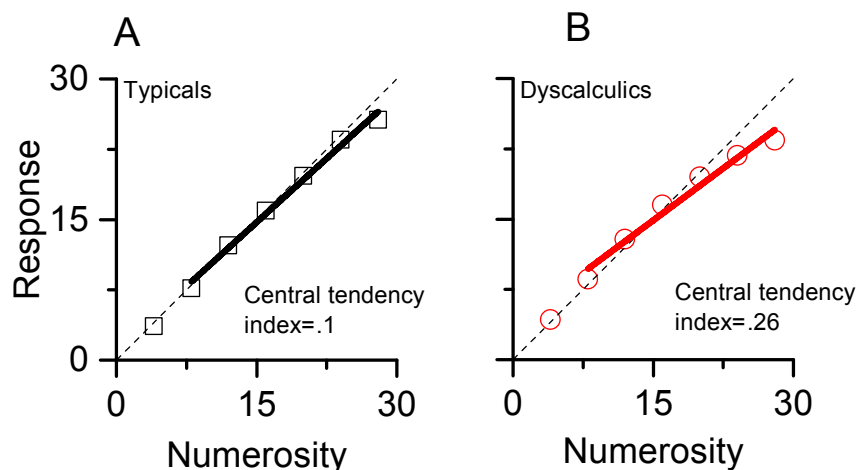 A
B
30
Typicals
Dyscalculics
15
Response
Central tendency
index=.1
Central tendency
index=.26
0
0
15
30
0
15
30
Numerosity
Numerosity